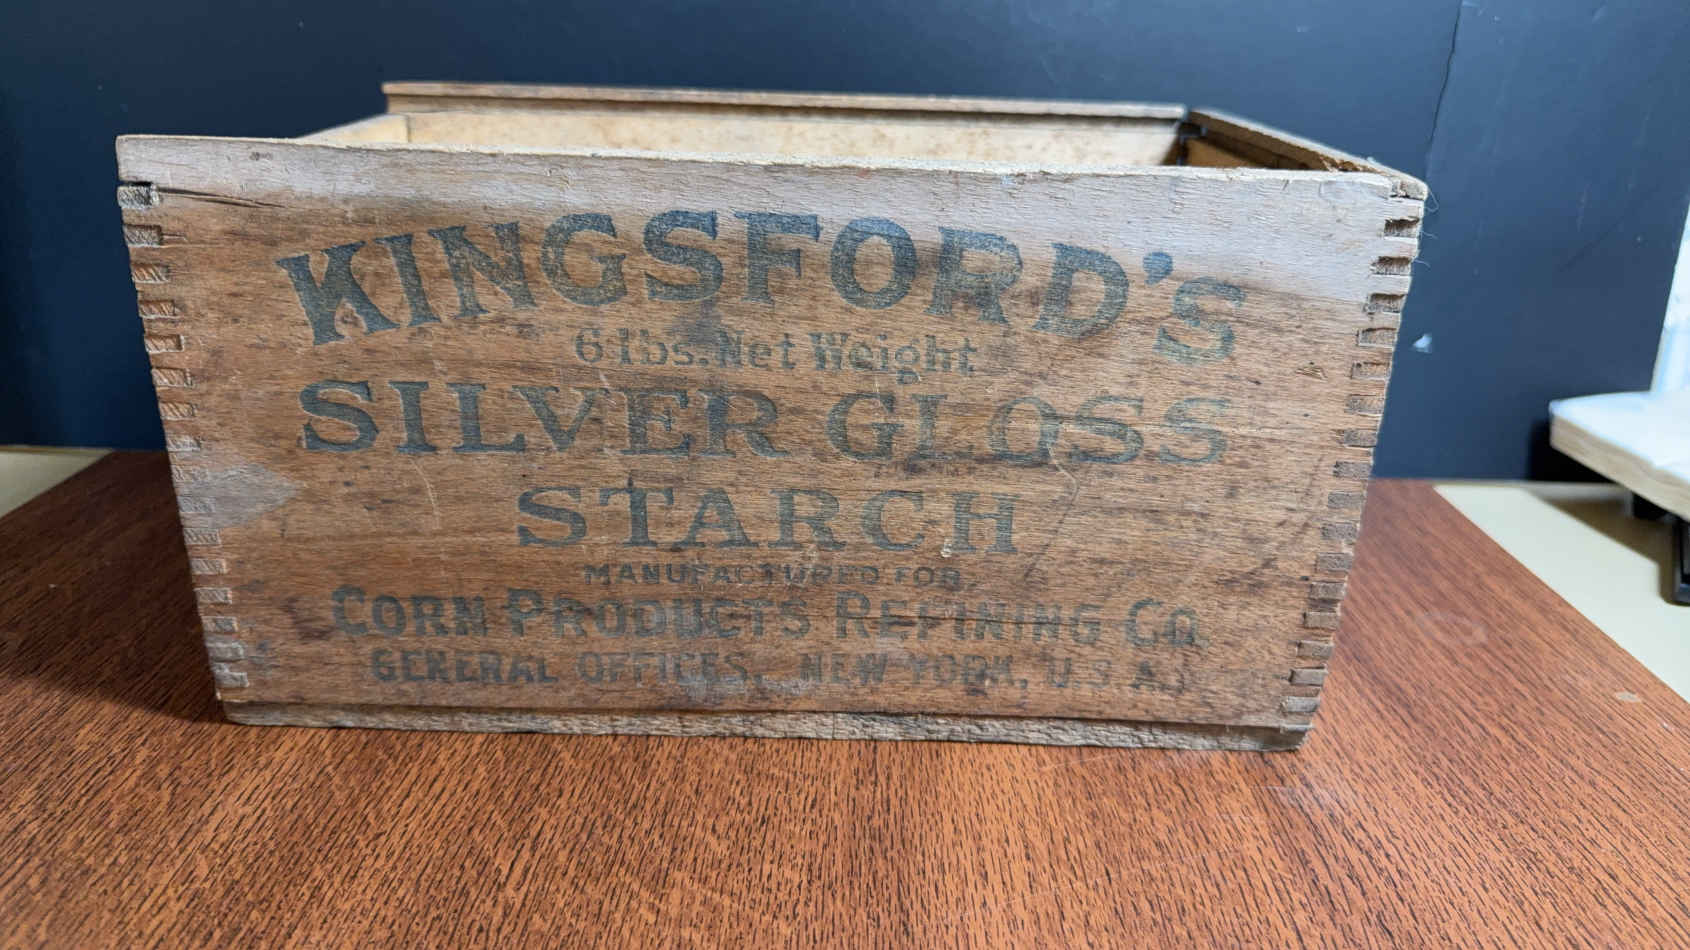 KINGSFORD'S
6 lbs. Net Weight
SILVER GLOSS
STARCH
MANUFACTURED FOR
CORN PRODUCTS REFINING CO.
GENERAL OFFICES, NEW YORK, U.S.A.